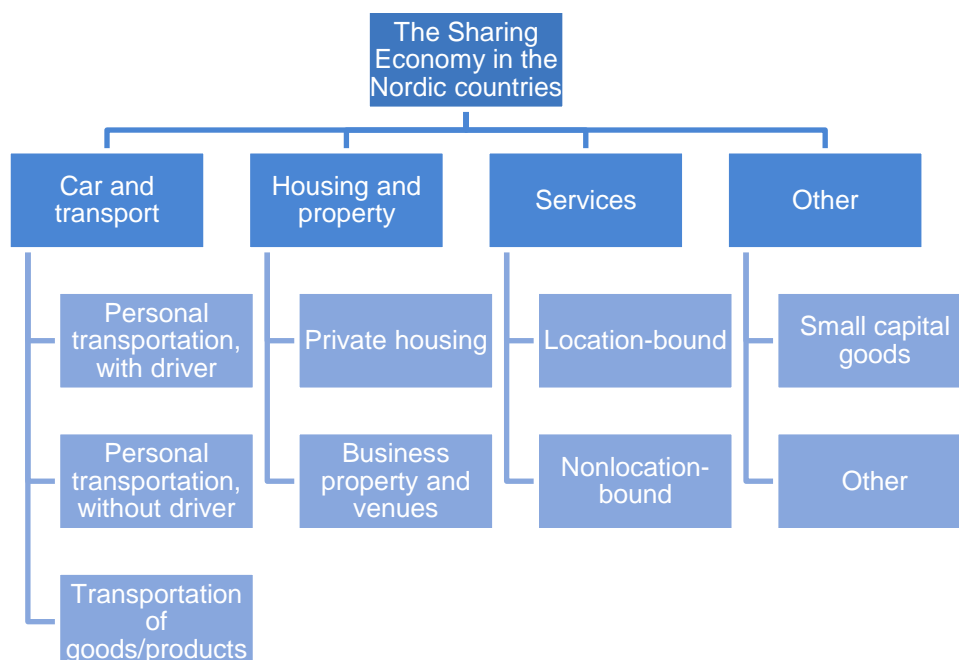 The Sharing
Economy in the
Nordic countries
Car and
transport
Housing and
property
Services
Other
Personal
transportation,
with driver
Private housing
Location-bound
Small capital
goods
Personal
transportation,
without driver
Business
property and
venues
Nonlocation-
bound
Other
Transportation
of
goods/products